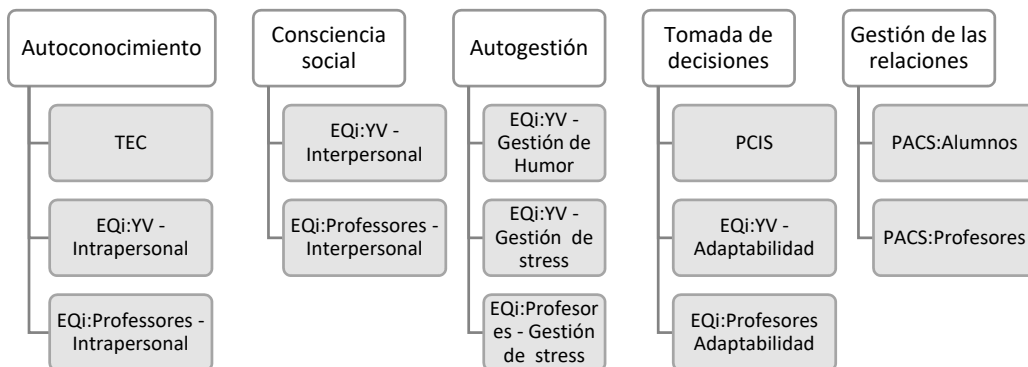 Autoconocimiento
TEC
EQi:YV -
Intrapersonal
EQi:Professores -
Intrapersonal
Consciencia
social
EQi:YV -
Interpersonal
EQi:Professores -
Interpersonal
Autogestión
EQi:YV -
Gestión de
Humor
EQi:YV -
Gestión de
stress
EQi:Profesor
es - Gestión
de stress
Tomada de
decisiones
PCIS
EQi:YV -
Adaptabilidad
EQi:Profesores
Adaptabilidad
Gestión de las
relaciones
PACS:Alumnos
PACS:Profesores